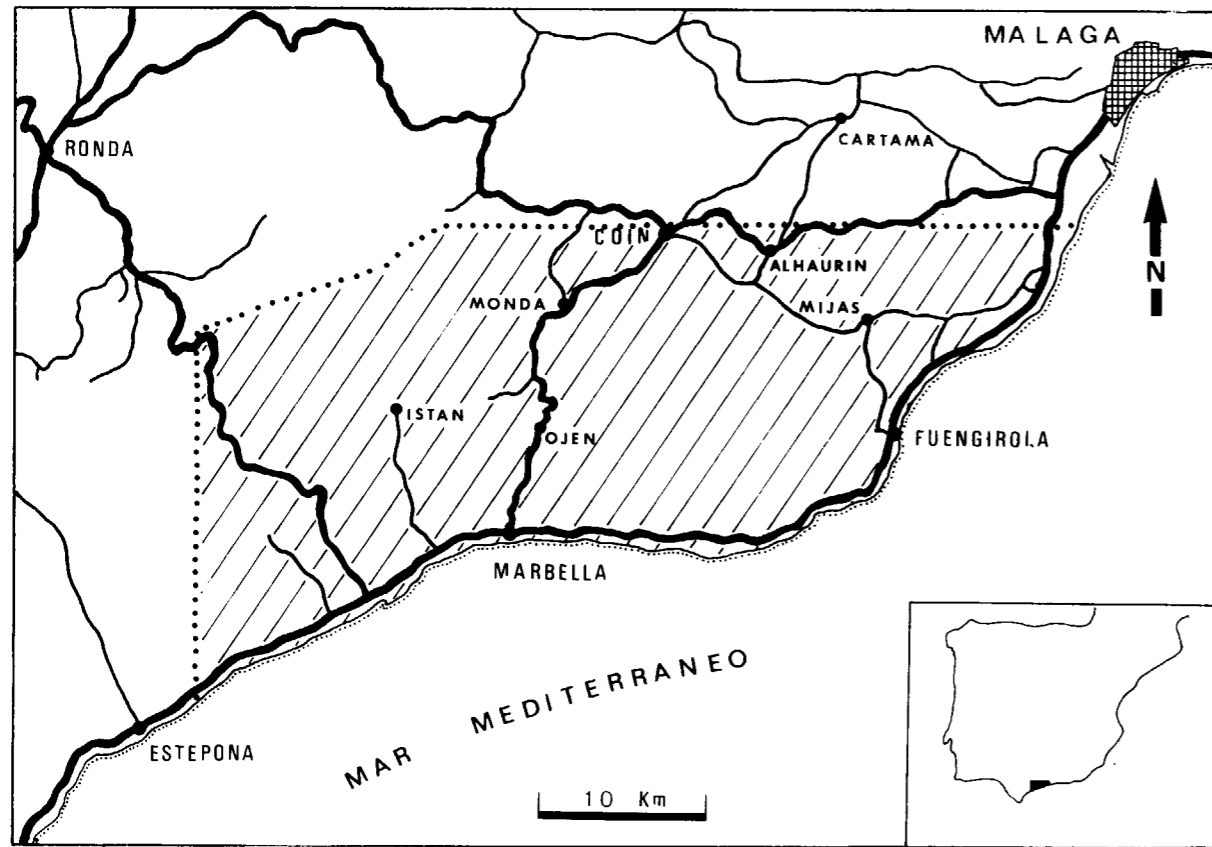 MALAGA
RONDA
CARTAMA
COIN
ALHAURIN
MONDA
MIJAS
N
ISTAN
OJEN
FUENGIROLA
MARBELLA
MAR MEDITERRANEO
ESTEPONA
10 Km